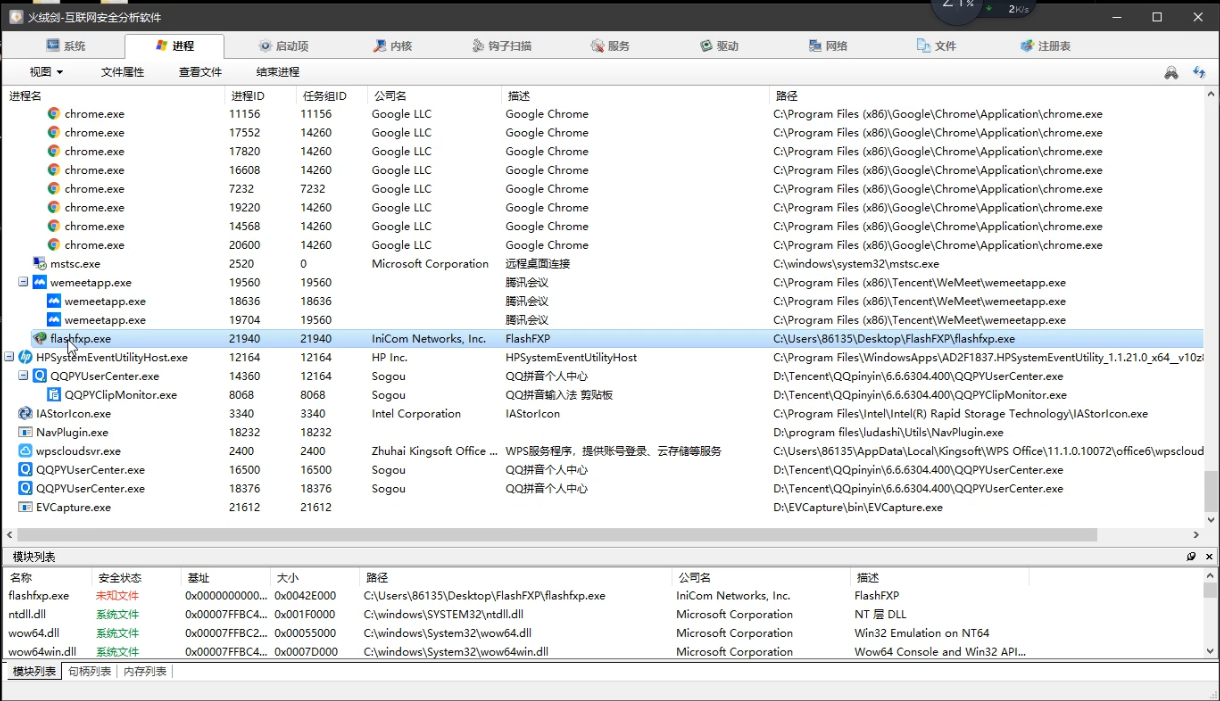 火绒剑-互联网安全分析软件
2K/s
系统 进程 启动项 内核 钩子扫描 服务 驱动 网络 文件 注册表
视图 文件属性 查看文件 结束进程
进程名 进程ID 任务组ID 公司名 描述 路径
chrome.exe 11156 11156 Google LLC Google Chrome C:\Program Files (x86)\Google\Chrome\Application\chrome.exe
chrome.exe 17552 14260 Google LLC Google Chrome C:\Program Files (x86)\Google\Chrome\Application\chrome.exe
chrome.exe 17820 14260 Google LLC Google Chrome C:\Program Files (x86)\Google\Chrome\Application\chrome.exe
chrome.exe 16608 14260 Google LLC Google Chrome C:\Program Files (x86)\Google\Chrome\Application\chrome.exe
chrome.exe 7232 7232 Google LLC Google Chrome C:\Program Files (x86)\Google\Chrome\Application\chrome.exe
chrome.exe 19220 14260 Google LLC Google Chrome C:\Program Files (x86)\Google\Chrome\Application\chrome.exe
chrome.exe 14568 14260 Google LLC Google Chrome C:\Program Files (x86)\Google\Chrome\Application\chrome.exe
chrome.exe 20600 14260 Google LLC Google Chrome C:\Program Files (x86)\Google\Chrome\Application\chrome.exe
mstsc.exe 2520 0 Microsoft Corporation 远程桌面连接 C:\windows\system32\mstsc.exe
wemeetapp.exe 19560 19560 腾讯会议 C:\Program Files (x86)\Tencent\WeMeet\wemeetapp.exe
wemeetapp.exe 18636 18636 腾讯会议 C:\Program Files (x86)\Tencent\WeMeet\wemeetapp.exe
wemeetapp.exe 19704 19560 腾讯会议 C:\Program Files (x86)\Tencent\WeMeet\wemeetapp.exe
flashfxp.exe 21940 21940 IniCom Networks, Inc. FlashFXP C:\Users\86135\Desktop\FlashFXP\flashfxp.exe
HPSystemEventUtilityHost.exe 12164 12164 HP Inc. HPSystemEventUtilityHost C:\Program Files\WindowsApps\AD2F1837.HPSystemEventUtility_1.1.21.0_x64__v10z8
QQPYUserCenter.exe 14360 12164 Sogou QQ拼音个人中心 D:\Tencent\QQpinyin\6.6.6304.400\QQPYUserCenter.exe
QQPYClipMonitor.exe 8068 8068 Sogou QQ拼音输入法 剪贴板 D:\Tencent\QQpinyin\6.6.6304.400\QQPYClipMonitor.exe
IAStorIcon.exe 3340 3340 Intel Corporation IAStorIcon C:\Program Files\Intel\Intel(R) Rapid Storage Technology\IAStorIcon.exe
NavPlugin.exe 18232 18232 D:\program files\ludashi\Utils\NavPlugin.exe
wpscloudsvr.exe 2400 2400 Zhuhai Kingsoft Office ... WPS服务程序，提供账号登录、云存储等服务 C:\Users\86135\AppData\Local\Kingsoft\WPS Office\11.1.0.10072\office6\wpscloud
QQPYUserCenter.exe 16500 16500 Sogou QQ拼音个人中心 D:\Tencent\QQpinyin\6.6.6304.400\QQPYUserCenter.exe
QQPYUserCenter.exe 18376 18376 Sogou QQ拼音个人中心 D:\Tencent\QQpinyin\6.6.6304.400\QQPYUserCenter.exe
EVCapture.exe 21612 21612 D:\EVCapture\bin\EVCapture.exe
模块列表
名称 安全状态 基址 大小 路径 公司名 描述
flashfxp.exe 未知文件 0x0000000000... 0x0042E000 C:\Users\86135\Desktop\FlashFXP\flashfxp.exe IniCom Networks, Inc. FlashFXP
ntdll.dll 系统文件 0x00007FFBC4... 0x001F0000 C:\windows\SYSTEM32\ntdll.dll Microsoft Corporation NT 层 DLL
wow64.dll 系统文件 0x00007FFBC2... 0x00055000 C:\windows\System32\wow64.dll Microsoft Corporation Win32 Emulation on NT64
wow64win.dll 系统文件 0x00007FFBC4... 0x0007D000 C:\windows\System32\wow64win.dll Microsoft Corporation Wow64 Console and Win32 API...
模块列表 句柄列表 内存列表